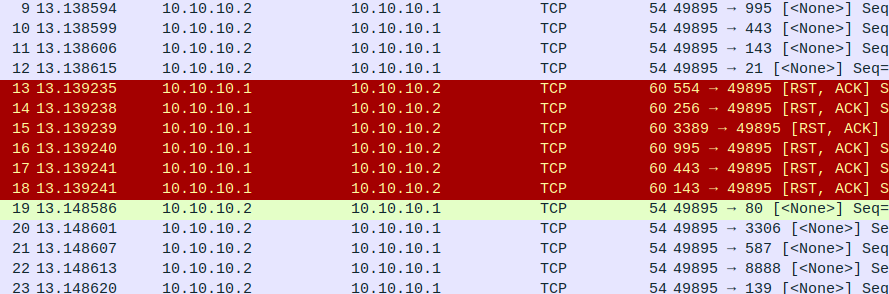 9 13.138594 10.10.10.2 10.10.10.1 TCP 54 49895 → 995 [<None>] Seq
10 13.138599 10.10.10.2 10.10.10.1 TCP 54 49895 → 443 [<None>] Se
11 13.138606 10.10.10.2 10.10.10.1 TCP 54 49895 → 143 [<None>] Se
12 13.138615 10.10.10.2 10.10.10.1 TCP 54 49895 → 21 [<None>] Seq=
13 13.139235 10.10.10.1 10.10.10.2 TCP 60 554 → 49895 [RST, ACK] S
14 13.139238 10.10.10.1 10.10.10.2 TCP 60 256 → 49895 [RST, ACK] S
15 13.139239 10.10.10.1 10.10.10.2 TCP 60 3389 → 49895 [RST, ACK]
16 13.139240 10.10.10.1 10.10.10.2 TCP 60 995 → 49895 [RST, ACK] S
17 13.139241 10.10.10.1 10.10.10.2 TCP 60 443 → 49895 [RST, ACK] S
18 13.139241 10.10.10.1 10.10.10.2 TCP 60 143 → 49895 [RST, ACK] S
19 13.148586 10.10.10.2 10.10.10.1 TCP 54 49895 → 80 [<None>] Seq=
20 13.148601 10.10.10.2 10.10.10.1 TCP 54 49895 → 3306 [<None>] Se
21 13.148607 10.10.10.2 10.10.10.1 TCP 54 49895 → 587 [<None>] Seq
22 13.148613 10.10.10.2 10.10.10.1 TCP 54 49895 → 8888 [<None>] Se
23 13.148620 10.10.10.2 10.10.10.1 TCP 54 49895 → 139 [<None>] Seq